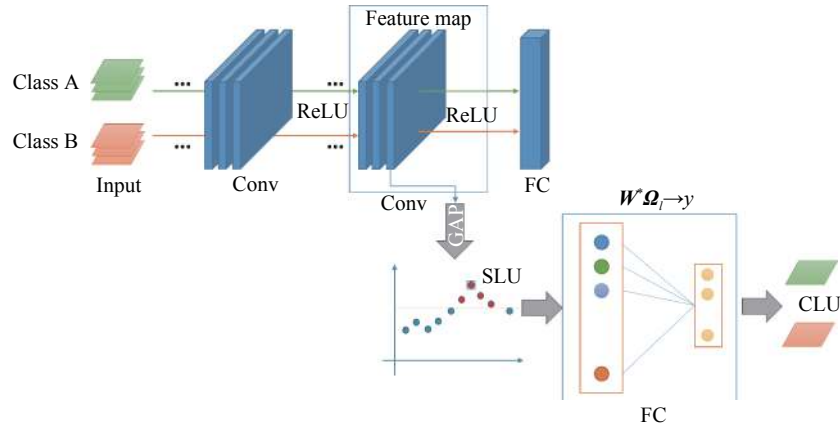 Feature map
Class A
...
...
ReLU
ReLU
Class B
...
...
Input
Conv
Conv
FC
GAP
W*Ωₗ→y
SLU
CLU
FC